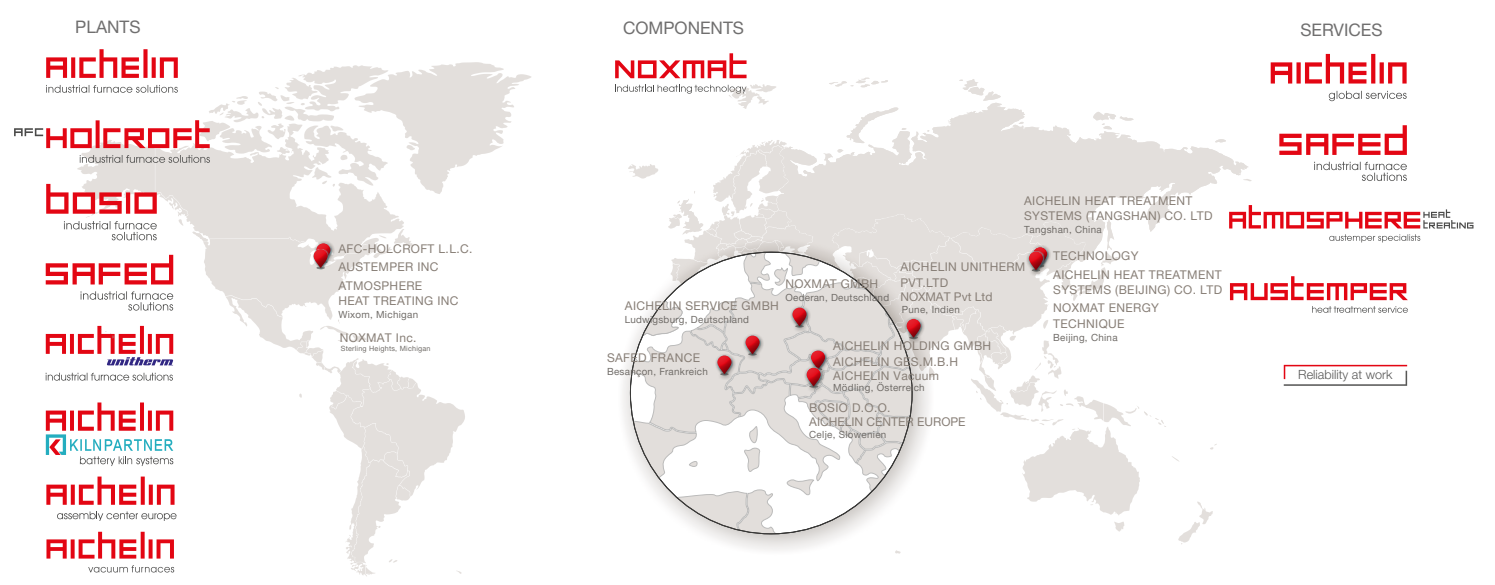 PLANTS
AICHELIN
industrial furnace solutions
AFC HOLCROFT
industrial furnace solutions
BOSIO
industrial furnace
solutions
SAFED
industrial furnace
solutions
AICHELIN
unitherm
industrial furnace solutions
AICHELIN
KILNPARTNER
battery kiln systems
AICHELIN
assembly center europe
AICHELIN
vacuum furnaces
AFC-HOLCROFT L.L.C.
AUSTEMPER INC
ATMOSPHERE
HEAT TREATING INC
Wixom, Michigan
NOXMAT Inc.
Sterling Heights, Michigan
COMPONENTS
NOXMAT
Industrial heating technology
NOXMAT GMBH
Oederan, Deutschland
AICHELIN SERVICE GMBH
Ludwigsburg, Deutschland
SAFED FRANCE
Besançon, Frankreich
AICHELIN HOLDING GMBH
AICHELIN GES.M.B.H
AICHELIN Vacuum
Mödling, Österreich
BOSIO D.O.O.
AICHELIN CENTER EUROPE
Celje, Slowenien
AICHELIN UNITHERM
PVT.LTD
NOXMAT Pvt Ltd
Pune, Indien
AICHELIN HEAT TREATMENT
SYSTEMS (TANGSHAN) CO. LTD
Tangshan, China
TECHNOLOGY
AICHELIN HEAT TREATMENT
SYSTEMS (BEIJING) CO. LTD
NOXMAT ENERGY
TECHNIQUE
Beijing, China
SERVICES
AICHELIN
global services
SAFED
industrial furnace
solutions
ATMOSPHERE HEAT TREATING
austemper specialists
AUSTEMPER
heat treatment service
Reliability at work